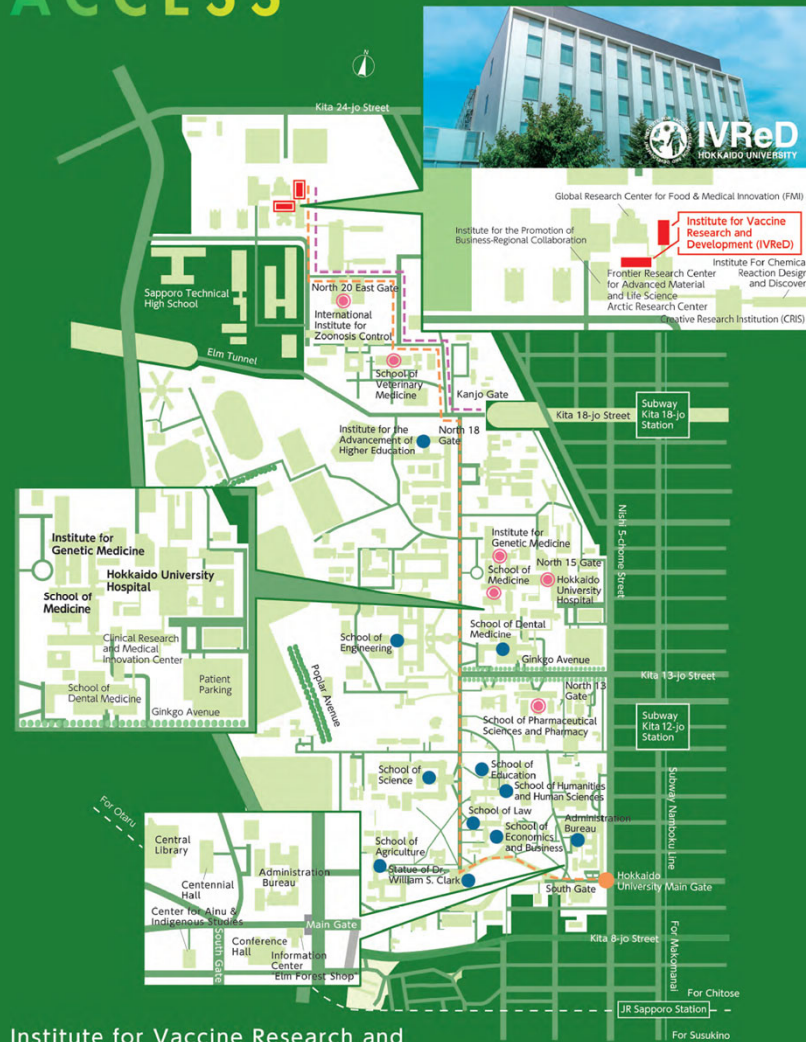 ACCESS
N
Kita 24-jo Street
IVReD
HOKKAIDO UNIVERSITY
Global Research Center for Food & Medical Innovation (FMI)
Institute for the Promotion of
Business-Regional Collaboration
Institute for Vaccine
Research and
Development (IVReD)
Frontier Research Center
for Advanced Material
and Life Science
Arctic Research Center
Institute For Chemica
Reaction Design
and Discover
Creative Research Institution (CRIS)
Sapporo Technical
High School
North 20 East Gate
International
Institute for
Zoonosis Control
Elm Tunnel
School of
Veterinary
Medicine
Kanjo Gate
Kita 18-jo Street
Subway
Kita 18-jo
Station
Institute for the
Advancement of
Higher Education
North 18
Gate
Nishi 5-chome Street
Institute for
Genetic Medicine
North 15 Gate
School of
Medicine
Hokkaido
University
Hospital
Institute for
Genetic Medicine
Hokkaido University
Hospital
School of
Medicine
Clinical Research
and Medical
Innovation Center
School of
Dental Medicine
Patient
Parking
Ginkgo Avenue
School of Dental
Medicine
School of
Engineering
Ginkgo Avenue
Kita 13-jo Street
Poplar Avenue
North 13
Gate
School of Pharmaceutical
Sciences and Pharmacy
Subway
Kita 12-jo
Station
School of
Science
School of
Education
School of Humanities
and Human Sciences
Subway Namboku Line
For Otaru
School of Law
Administration
Bureau
School of
Economics
and Business
School of
Agriculture
Statue of Dr.
William S. Clark
South Gate
Hokkaido
University Main Gate
Central
Library
Centennial
Hall
Administration
Bureau
Center for Ainu &
Indigenous Studies
Main Gate
South Gate
Conference
Hall
Information
Center
"Elm Forest Shop"
Kita 8-jo Street
For Makomanai
For Chitose
JR Sapporo Station
For Susukino
Institute for Vaccine Research and